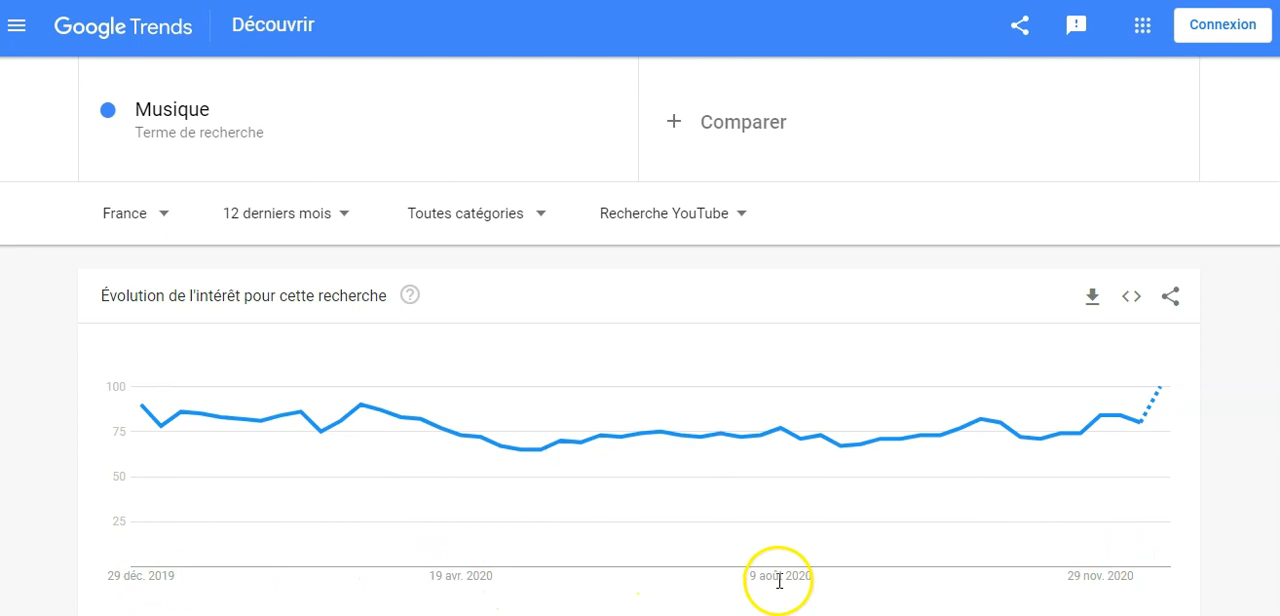 Google Trends Découvrir Connexion
Musique
Terme de recherche
+ Comparer
France 12 derniers mois Toutes catégories Recherche YouTube
Évolution de l'intérêt pour cette recherche ?
100
75
50
25
29 déc. 2019 19 avr. 2020 9 août 2020 29 nov. 2020